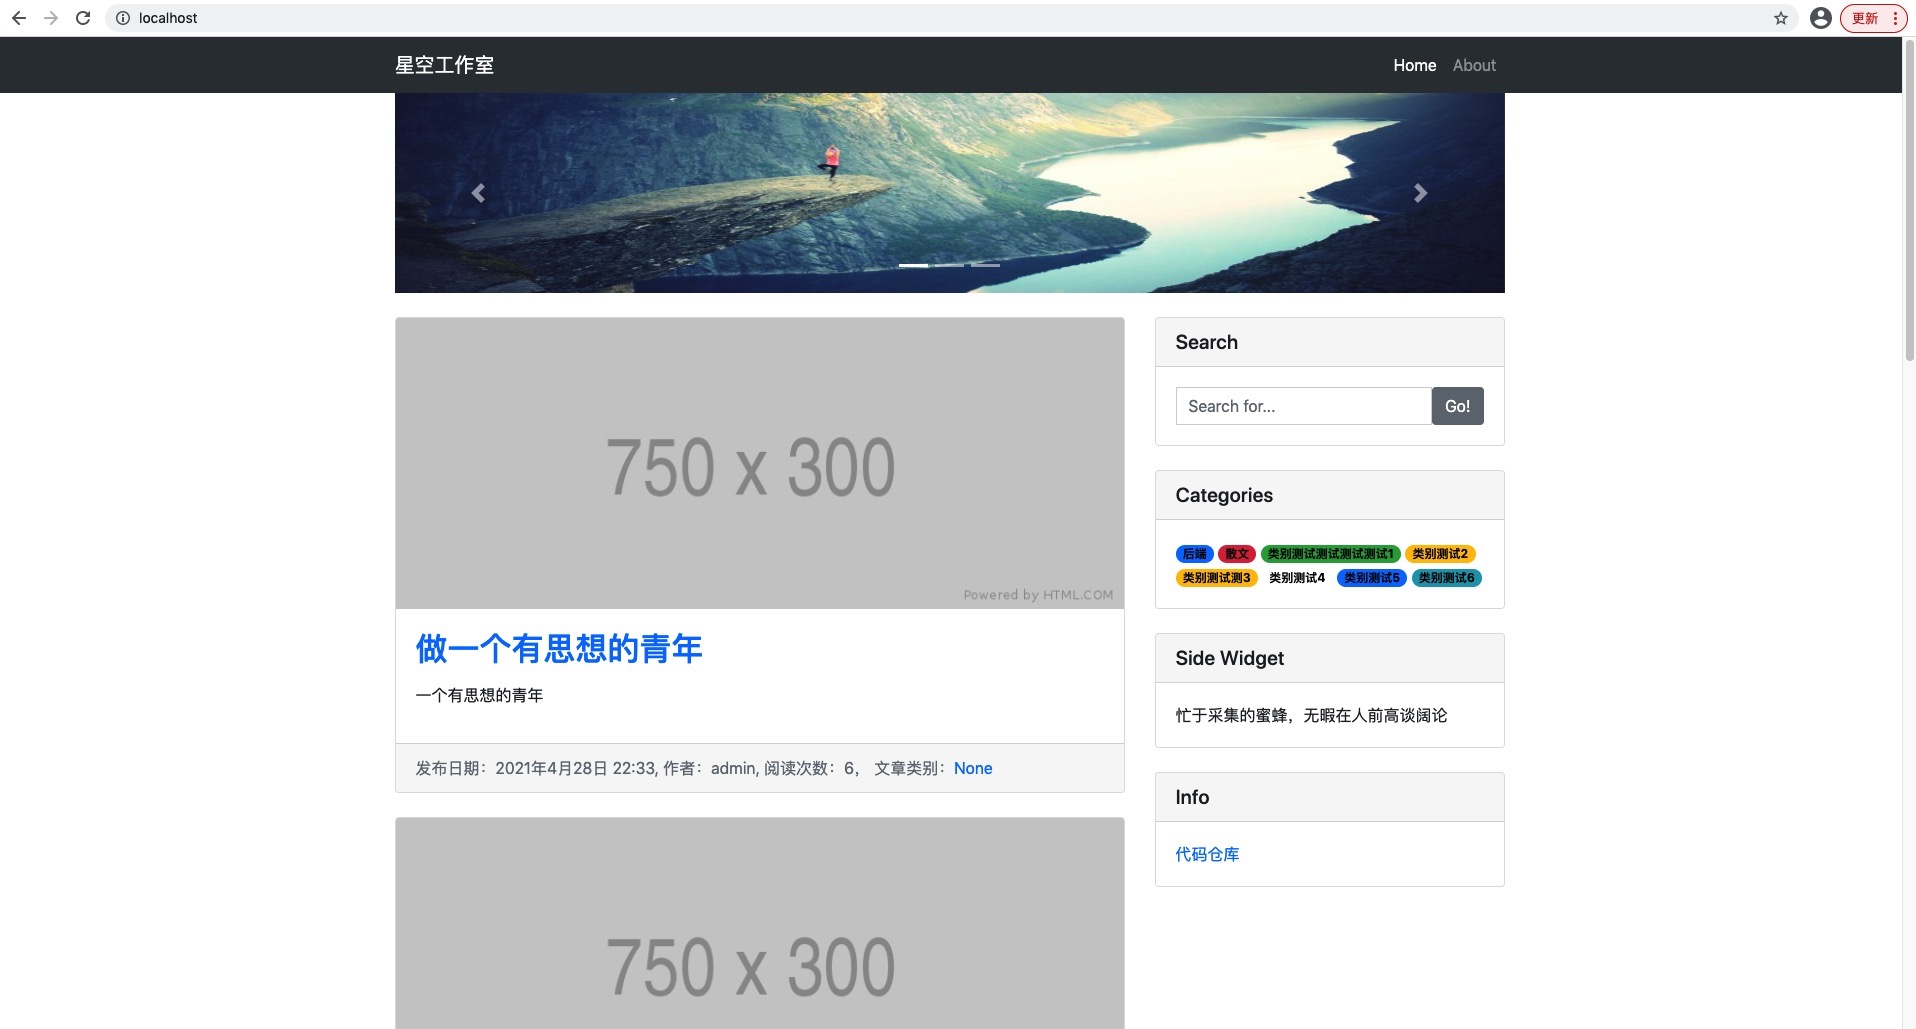 localhost
更新
星空工作室
Home About
750 x 300
Powered by HTML.COM
做一个有思想的青年
一个有思想的青年
发布日期：2021年4月28日 22:33, 作者：admin, 阅读次数：6， 文章类别：None
750 x 300
Search
Search for...
Go!
Categories
后端 散文 类别测试测试测试测试1 类别测试2
类别测试测3 类别测试4 类别测试5 类别测试6
Side Widget
忙于采集的蜜蜂，无暇在人前高谈阔论
Info
代码仓库